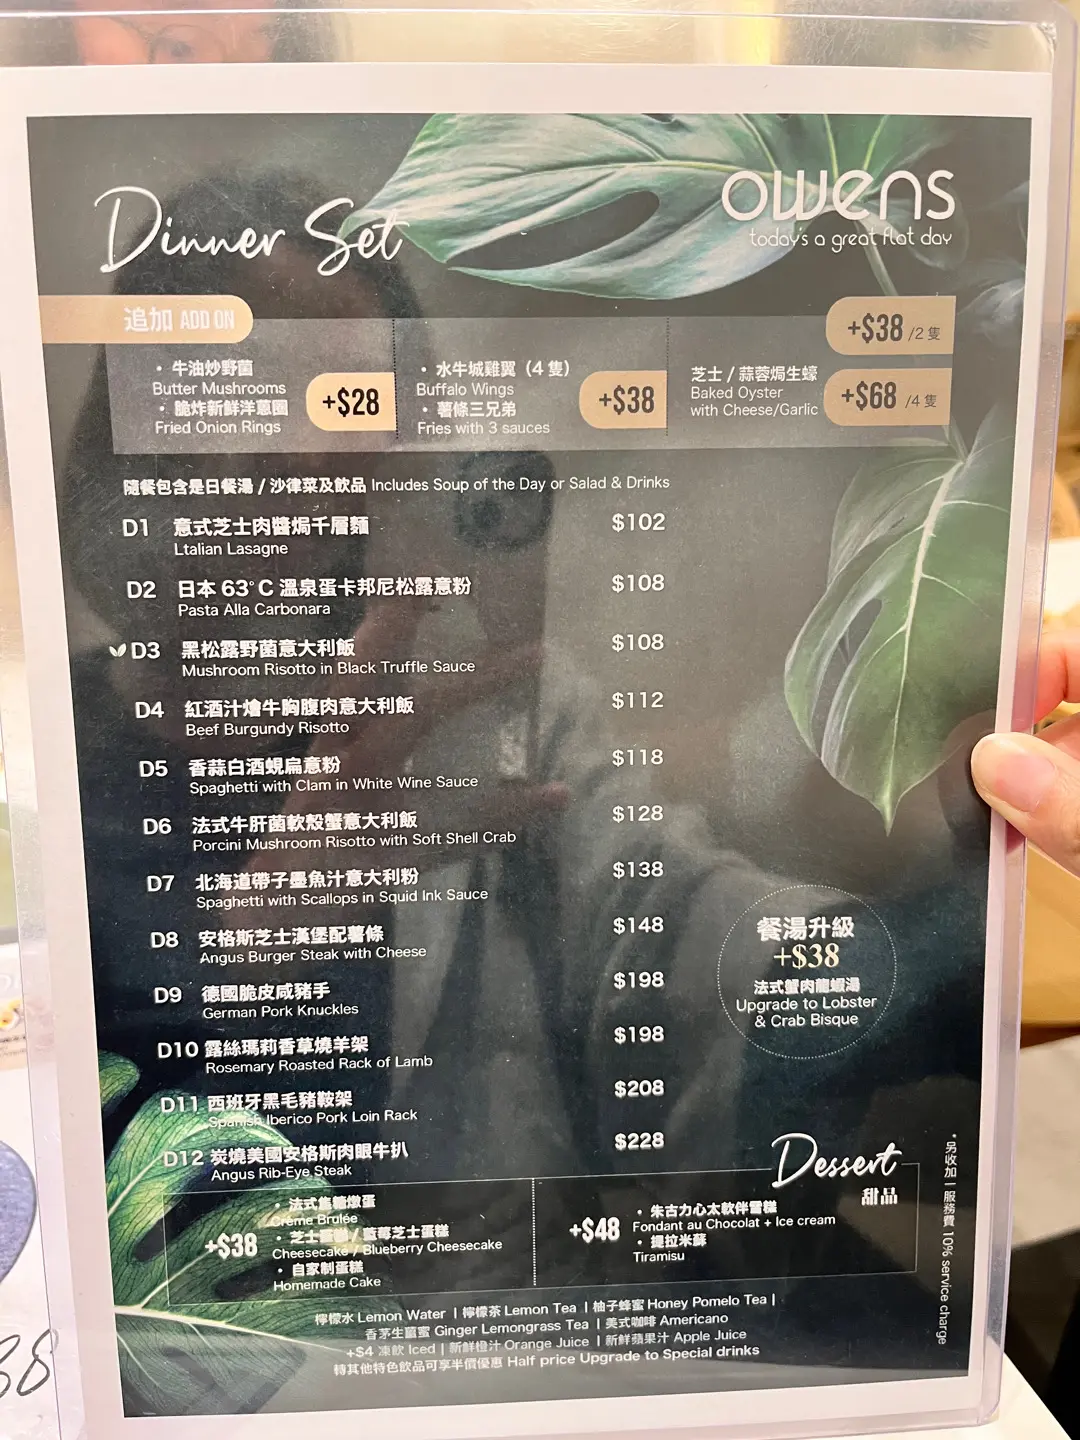 Dinner Set
owens
today's a great flat day
追加 ADD ON
• 牛油炒野菌
Butter Mushrooms
• 脆炸新鮮洋蔥圈
Fried Onion Rings
+$28
• 水牛城雞翼（4 隻）
Buffalo Wings
• 薯條三兄弟
Fries with 3 sauces
+$38
芝士 / 蒜蓉焗生蠔
Baked Oyster
with Cheese/Garlic
+$38 /2 隻
+$68 /4 隻
隨餐包含是日餐湯 / 沙律菜及飲品 Includes Soup of the Day or Salad & Drinks
D1 意式芝士肉醬焗千層麵 $102
Ltalian Lasagne
D2 日本 63°C 溫泉蛋卡邦尼松露意粉 $108
Pasta Alla Carbonara
D3 黑松露野菌意大利飯 $108
Mushroom Risotto in Black Truffle Sauce
D4 紅酒汁燴牛胸腹肉意大利飯 $112
Beef Burgundy Risotto
D5 香蒜白酒蜆扁意粉 $118
Spaghetti with Clam in White Wine Sauce
D6 法式牛肝菌軟殼蟹意大利飯 $128
Porcini Mushroom Risotto with Soft Shell Crab
D7 北海道帶子墨魚汁意大利粉 $138
Spaghetti with Scallops in Squid Ink Sauce
D8 安格斯芝士漢堡配薯條 $148
Angus Burger Steak with Cheese
D9 德國脆皮咸豬手 $198
German Pork Knuckles
D10 露絲瑪莉香草燒羊架 $198
Rosemary Roasted Rack of Lamb
D11 西班牙黑毛豬鞍架 $208
Spanish Iberico Pork Loin Rack
D12 炭燒美國安格斯肉眼牛扒 $228
Angus Rib-Eye Steak
餐湯升級
+$38
法式蟹肉龍蝦湯
Upgrade to Lobster
& Crab Bisque
Dessert
甜品
+$38
• 法式焦糖燉蛋
Crème Brulée
• 芝士蛋糕 / 藍莓芝士蛋糕
Cheesecake / Blueberry Cheesecake
• 自家制蛋糕
Homemade Cake
+$48
• 朱古力心太軟伴雪糕
Fondant au Chocolat + Ice cream
• 提拉米蘇
Tiramisu
檸檬水 Lemon Water | 檸檬茶 Lemon Tea | 柚子蜂蜜 Honey Pomelo Tea |
香茅生薑蜜 Ginger Lemongrass Tea | 美式咖啡 Americano
+$4 凍飲 Iced | 新鮮橙汁 Orange Juice | 新鮮蘋果汁 Apple Juice
轉其他特色飲品可享半價優惠 Half price Upgrade to Special drinks
• 另收加一服務費 10% service charge
38